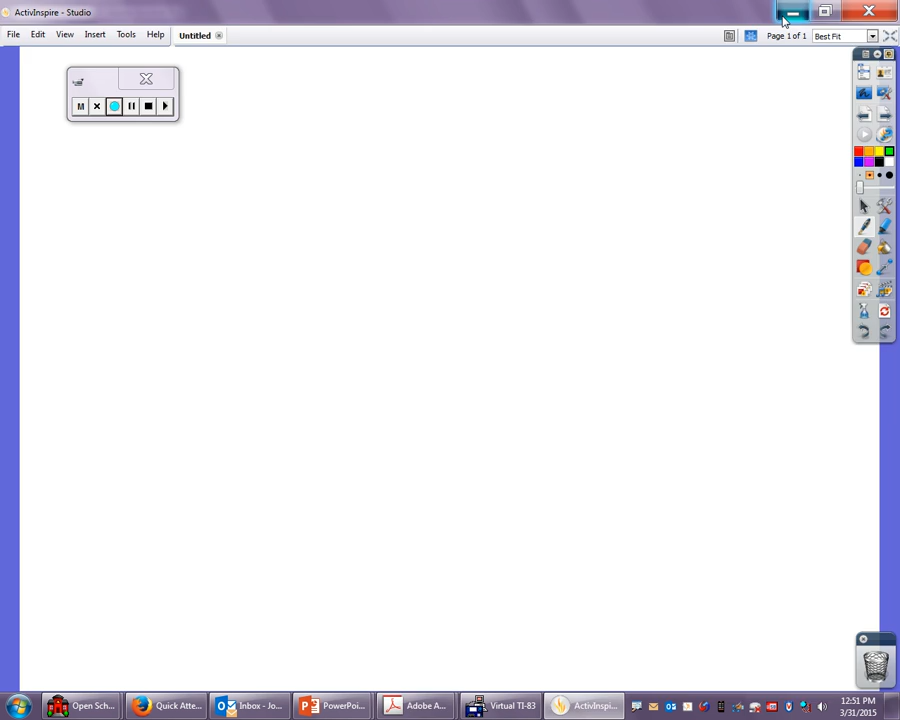 ActivInspire - Studio
File Edit View Insert Tools Help Untitled Page 1 of 1 Best Fit
M
Open Sch... Quick Atte... Inbox - Jo... PowerPoi... Adobe A... Virtual TI-83 ActivInspi... 12:51 PM
3/31/2015